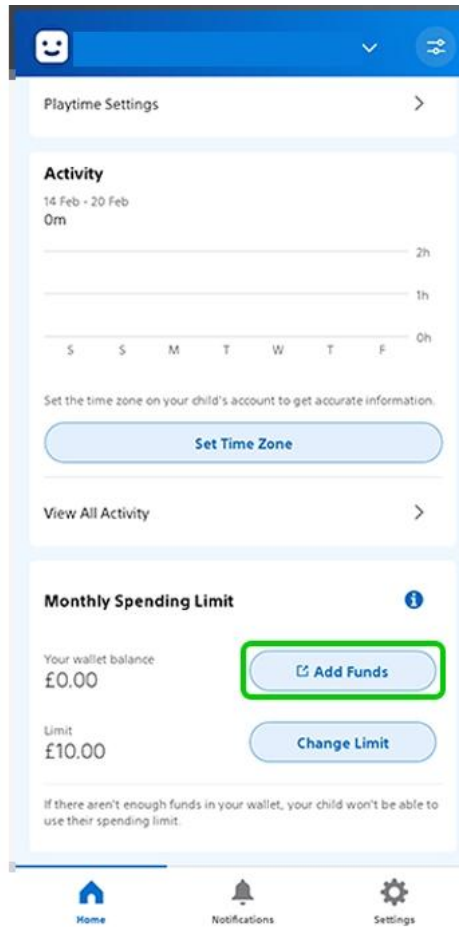 Playtime Settings
Activity
14 Feb - 20 Feb
0m
2h
1h
0h
S S M T W T F
Set the time zone on your child's account to get accurate information.
Set Time Zone
View All Activity
Monthly Spending Limit
Your wallet balance
£0.00
Add Funds
Limit
£10.00
Change Limit
If there aren't enough funds in your wallet, your child won't be able to
use their spending limit.
Home Notifications Settings